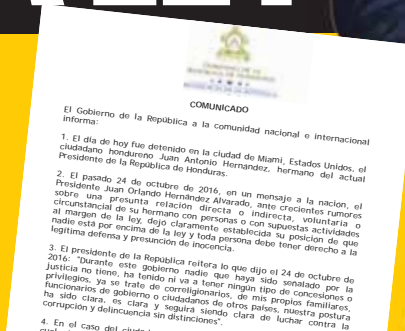 COMUNICADO
El Gobierno de la República a la comunidad nacional e internacional
informa:
1. El día de hoy fue detenido en la ciudad de Miami, Estados Unidos, el
ciudadano hondureno Juan Antonio Hernández, hermano del actual
Presidente de la República de Honduras.
2. El pasado 24 de octubre de 2016, en un mensaje a la nación, el
Presidente Juan Orlando Hernández Alvarado, ante crecientes rumores
sobre una presunta relación directa o indirecta, voluntaria o
circunstancial de su hermano con personas o con supuestas actividades
al margen de la ley, dejó claramente establecida su posición de que
nadie está por encima de la ley y toda persona debe tener derecho a la
legítima defensa y presunción de inocencia.
3. El presidente de la República reitera lo que dijo el 24 de octubre de
2016: "Durante este gobierno nadie que haya sido señalado por la
justicia no tiene, ha tenido ni va a tener ningún tipo de concesiones o
privilegios, ya se trate de correligionarios, de mis propios familiares,
funcionarios de gobierno o ciudadanos de otros países, nuestra postura
ha sido clara, es clara y seguirá siendo clara de luchar contra la
corrupción y delincuencia sin distinciones".
4. En el caso del